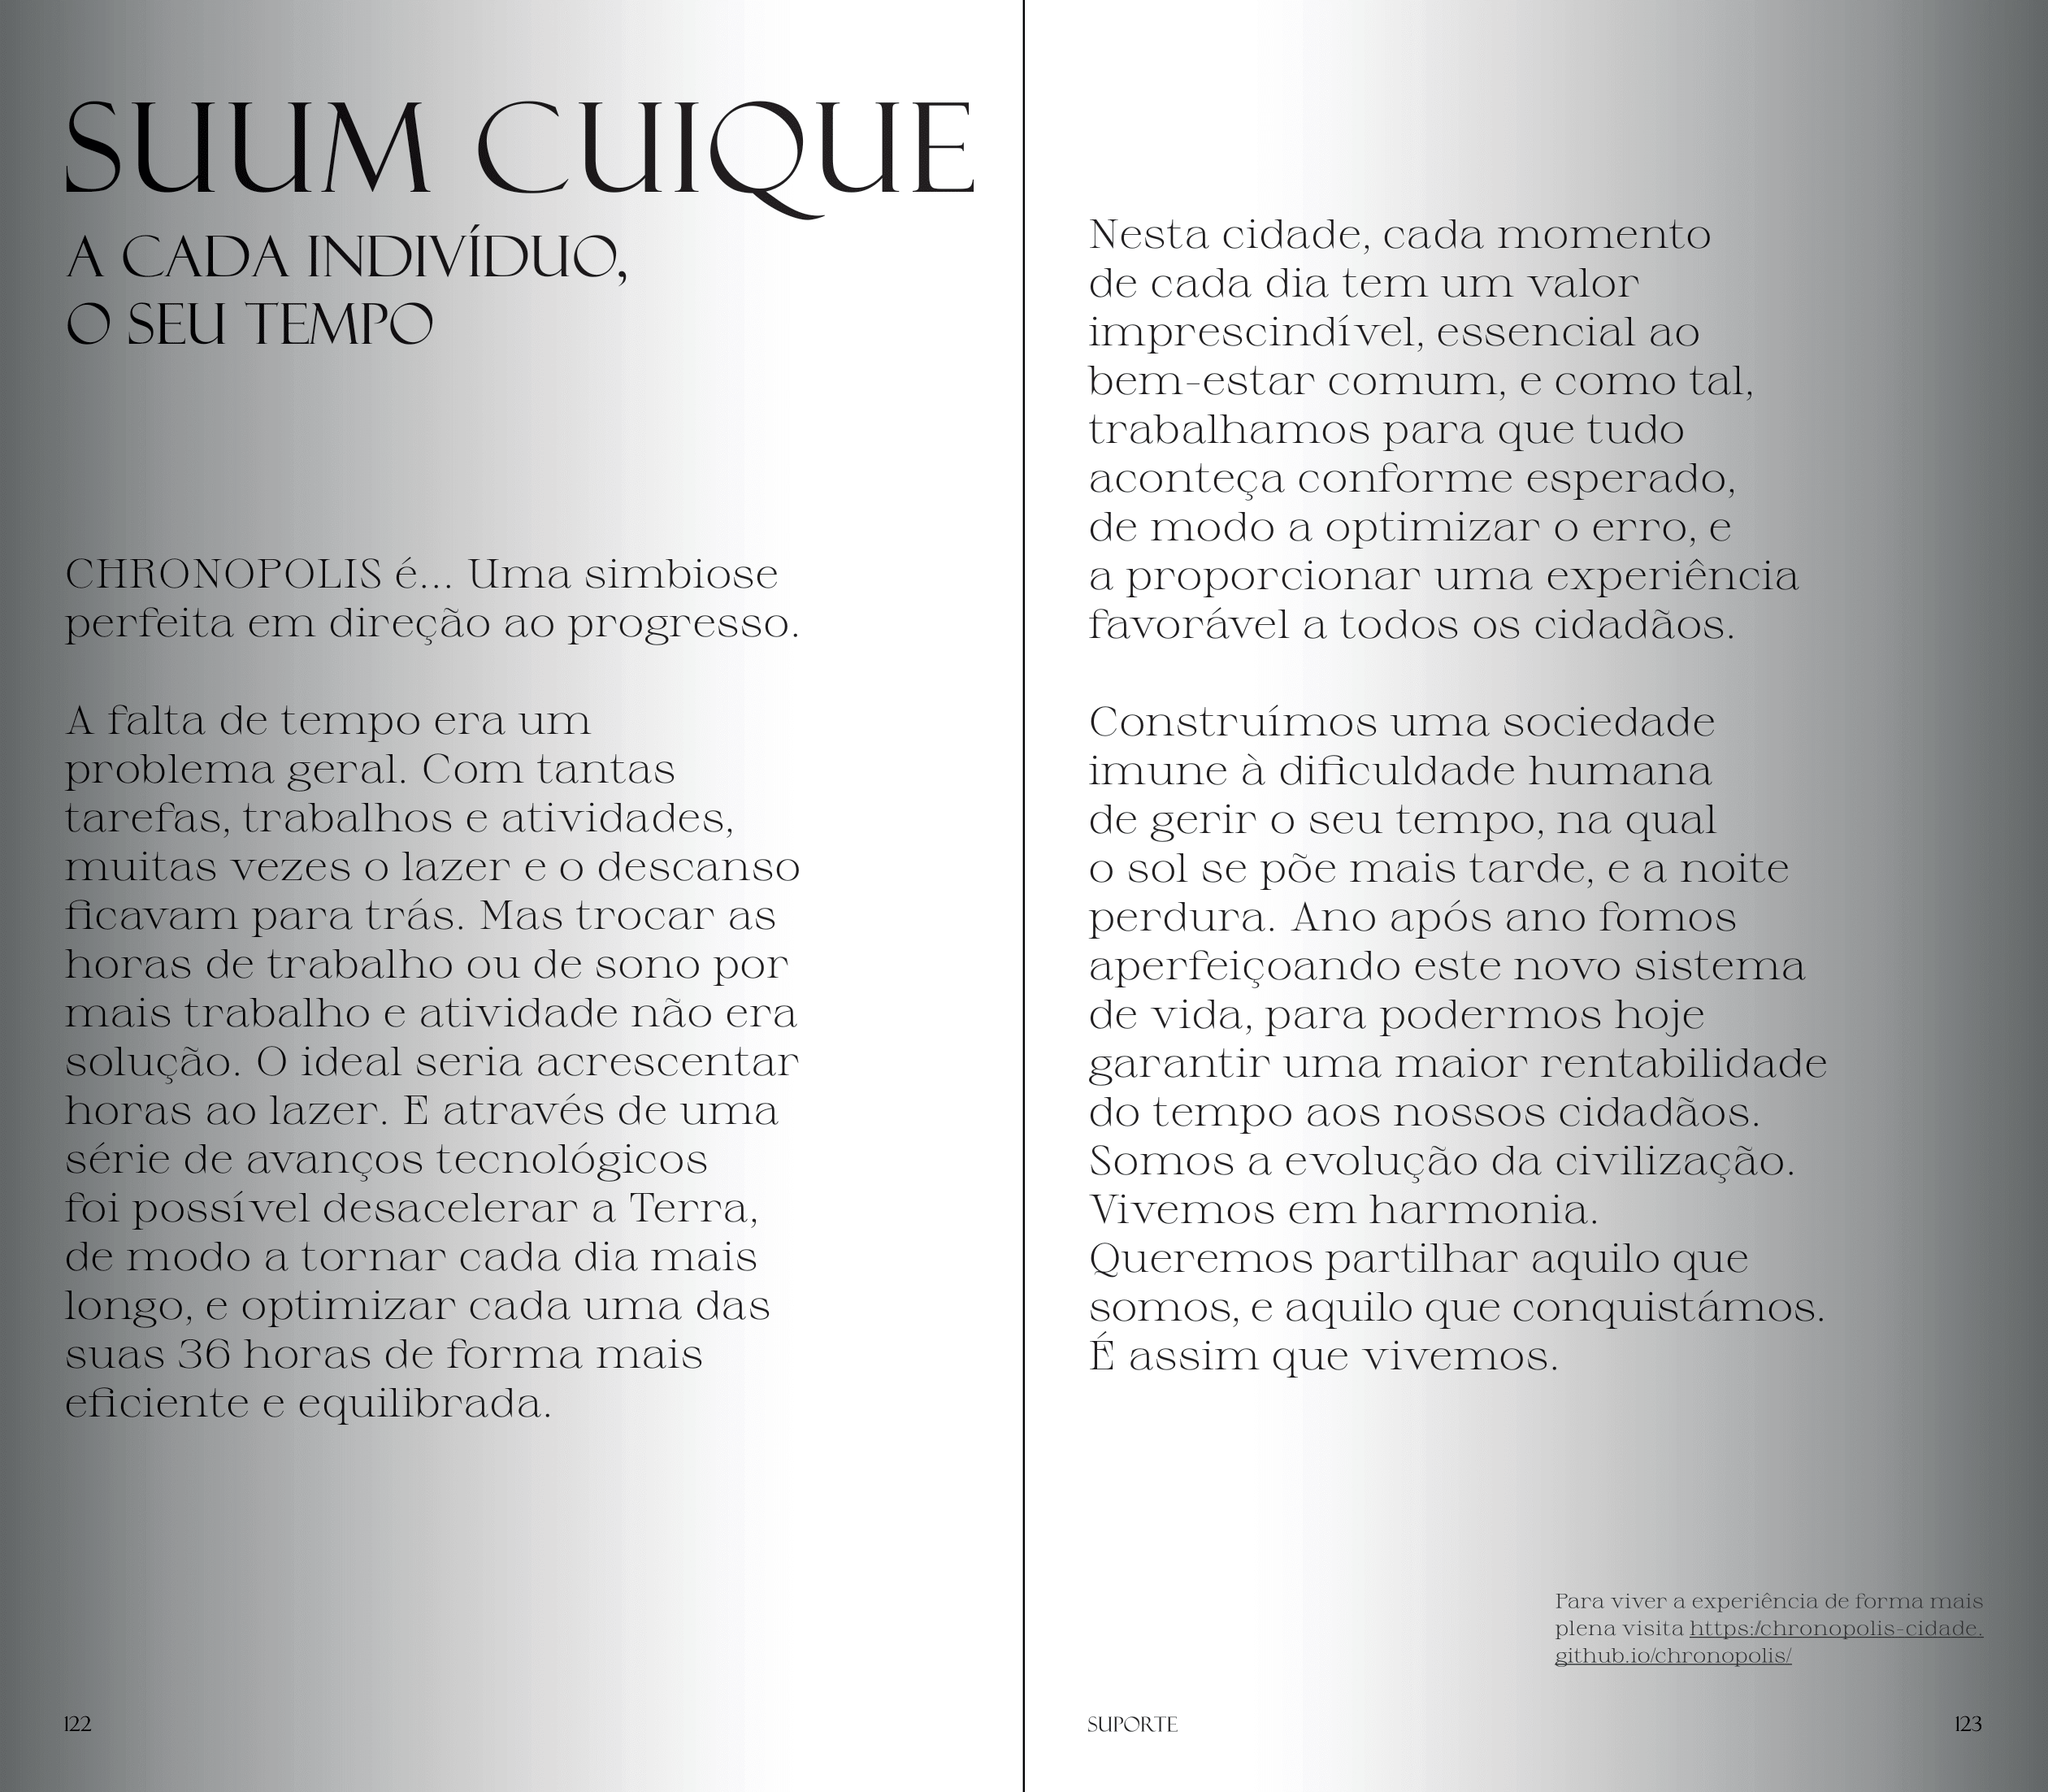 SUUM CUIQUE
A CADA INDIVÍDUO,
O SEU TEMPO
CHRONOPOLIS é... Uma simbiose
perfeita em direção ao progresso.
A falta de tempo era um
problema geral. Com tantas
tarefas, trabalhos e atividades,
muitas vezes o lazer e o descanso
ficavam para trás. Mas trocar as
horas de trabalho ou de sono por
mais trabalho e atividade não era
solução. O ideal seria acrescentar
horas ao lazer. E através de uma
série de avanços tecnológicos
foi possível desacelerar a Terra,
de modo a tornar cada dia mais
longo, e optimizar cada uma das
suas 36 horas de forma mais
eficiente e equilibrada.
122
Nesta cidade, cada momento
de cada dia tem um valor
imprescindível, essencial ao
bem-estar comum, e como tal,
trabalhamos para que tudo
aconteça conforme esperado,
de modo a optimizar o erro, e
a proporcionar uma experiência
favorável a todos os cidadãos.
Construímos uma sociedade
imune à dificuldade humana
de gerir o seu tempo, na qual
o sol se põe mais tarde, e a noite
perdura. Ano após ano fomos
aperfeiçoando este novo sistema
de vida, para podermos hoje
garantir uma maior rentabilidade
do tempo aos nossos cidadãos.
Somos a evolução da civilização.
Vivemos em harmonia.
Queremos partilhar aquilo que
somos, e aquilo que conquistámos.
É assim que vivemos.
Para viver a experiência de forma mais
plena visita https:/chronopolis-cidade.
github.io/chronopolis/
SUPORTE
123